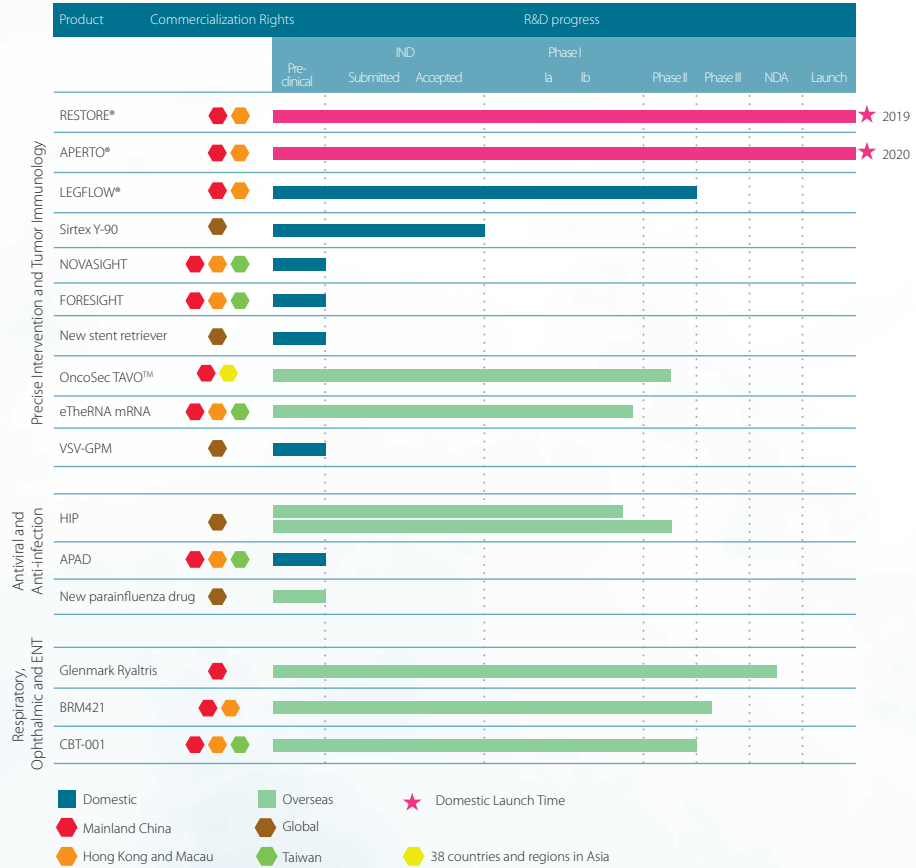 Product Commercialization Rights R&D progress
IND Phase I
Pre-
clinical Submitted Accepted Ia Ib Phase II Phase III NDA Launch
Precise Intervention and Tumor Immunology
RESTORE® 2019
APERTO® 2020
LEGFLOW®
Sirtex Y-90
NOVASIGHT
FORESIGHT
New stent retriever
OncoSec TAVO™
eTheRNA mRNA
VSV-GPM
Antiviral and
Anti-infection
HIP
APAD
New parainfluenza drug
Respiratory,
Ophthalmic and ENT
Glenmark Ryaltris
BRM421
CBT-001
Domestic Overseas Domestic Launch Time
Mainland China Global
Hong Kong and Macau Taiwan 38 countries and regions in Asia